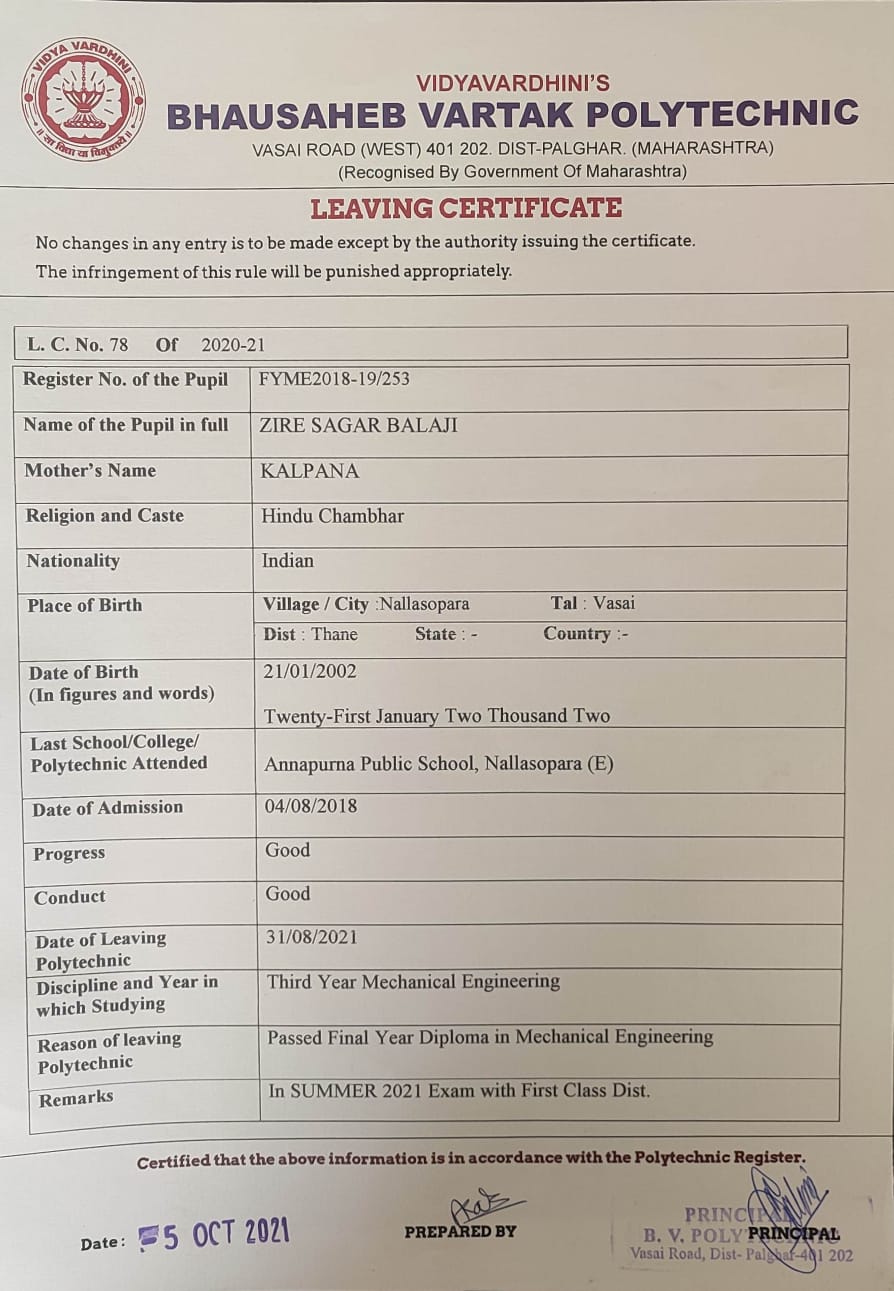 VIDYA VARDHINI
॥ सा विद्या या विमुक्तये ॥
VIDYAVARDHINI'S
BHAUSAHEB VARTAK POLYTECHNIC
VASAI ROAD (WEST) 401 202. DIST-PALGHAR. (MAHARASHTRA)
(Recognised By Government Of Maharashtra)
LEAVING CERTIFICATE
No changes in any entry is to be made except by the authority issuing the certificate.
The infringement of this rule will be punished appropriately.
L. C. No. 78 Of 2020-21
Register No. of the Pupil FYME2018-19/253
Name of the Pupil in full ZIRE SAGAR BALAJI
Mother's Name KALPANA
Religion and Caste Hindu Chambhar
Nationality Indian
Place of Birth Village / City :Nallasopara Tal : Vasai
Dist : Thane State : - Country :-
Date of Birth 21/01/2002
(In figures and words)
Twenty-First January Two Thousand Two
Last School/College/
Polytechnic Attended Annapurna Public School, Nallasopara (E)
Date of Admission 04/08/2018
Progress Good
Conduct Good
Date of Leaving 31/08/2021
Polytechnic
Discipline and Year in Third Year Mechanical Engineering
which Studying
Reason of leaving Passed Final Year Diploma in Mechanical Engineering
Polytechnic
Remarks In SUMMER 2021 Exam with First Class Dist.
Certified that the above information is in accordance with the Polytechnic Register.
Date: 5 OCT 2021 PREPARED BY PRINCIPAL
PRINCIPAL
B. V. POLYTECHNIC
Vasai Road, Dist- Palghar-401 202